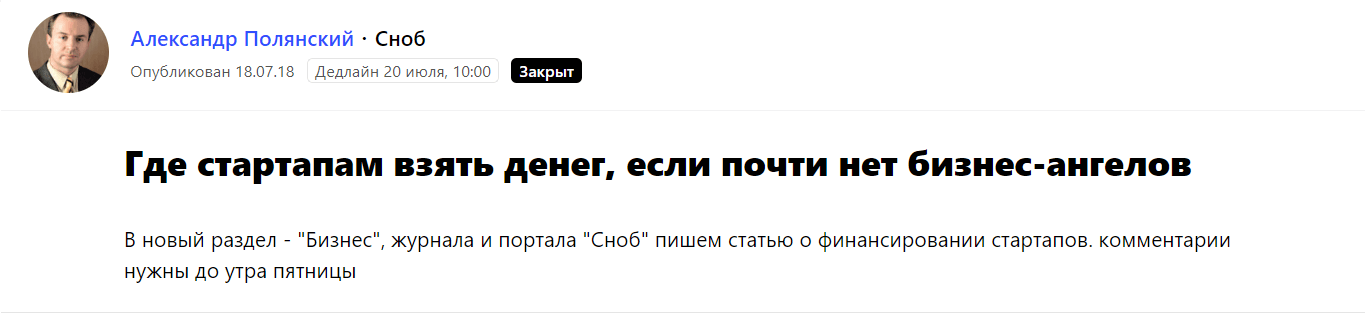 Александр Полянский · Сноб
Опубликован 18.07.18 Дедлайн 20 июля, 10:00 Закрыт
Где стартапам взять денег, если почти нет бизнес-ангелов
В новый раздел - "Бизнес", журнала и портала "Сноб" пишем статью о финансировании стартапов. комментарии
нужны до утра пятницы